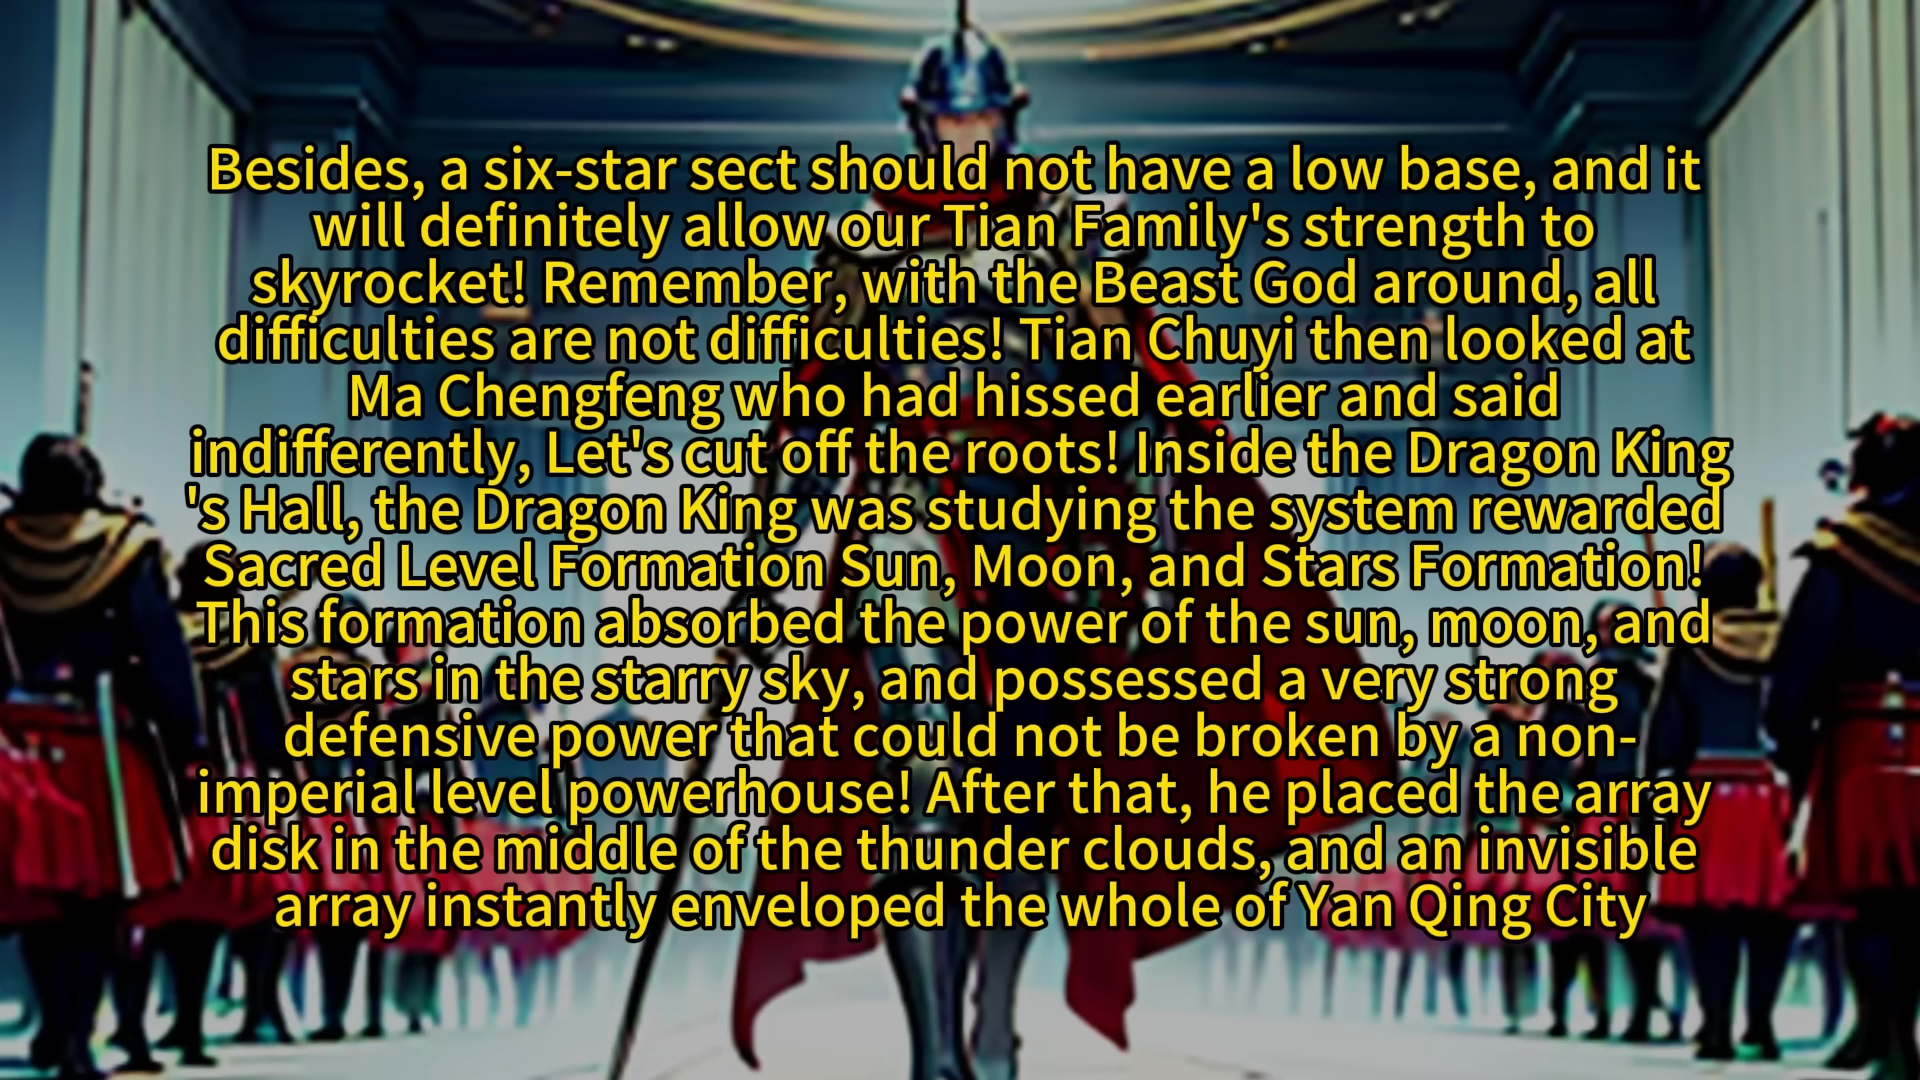 Besides, a six-star sect should not have a low base, and it
will definitely allow our Tian Family's strength to
skyrocket! Remember, with the Beast God around, all
difficulties are not difficulties! Tian Chuyi then looked at
Ma Chengfeng who had hissed earlier and said
indifferently, Let's cut off the roots! Inside the Dragon King
's Hall, the Dragon King was studying the system rewarded
Sacred Level Formation Sun, Moon, and Stars Formation!
This formation absorbed the power of the sun, moon, and
stars in the starry sky, and possessed a very strong
defensive power that could not be broken by a non-
imperial level powerhouse! After that, he placed the array
disk in the middle of the thunder clouds, and an invisible
array instantly enveloped the whole of Yan Qing City